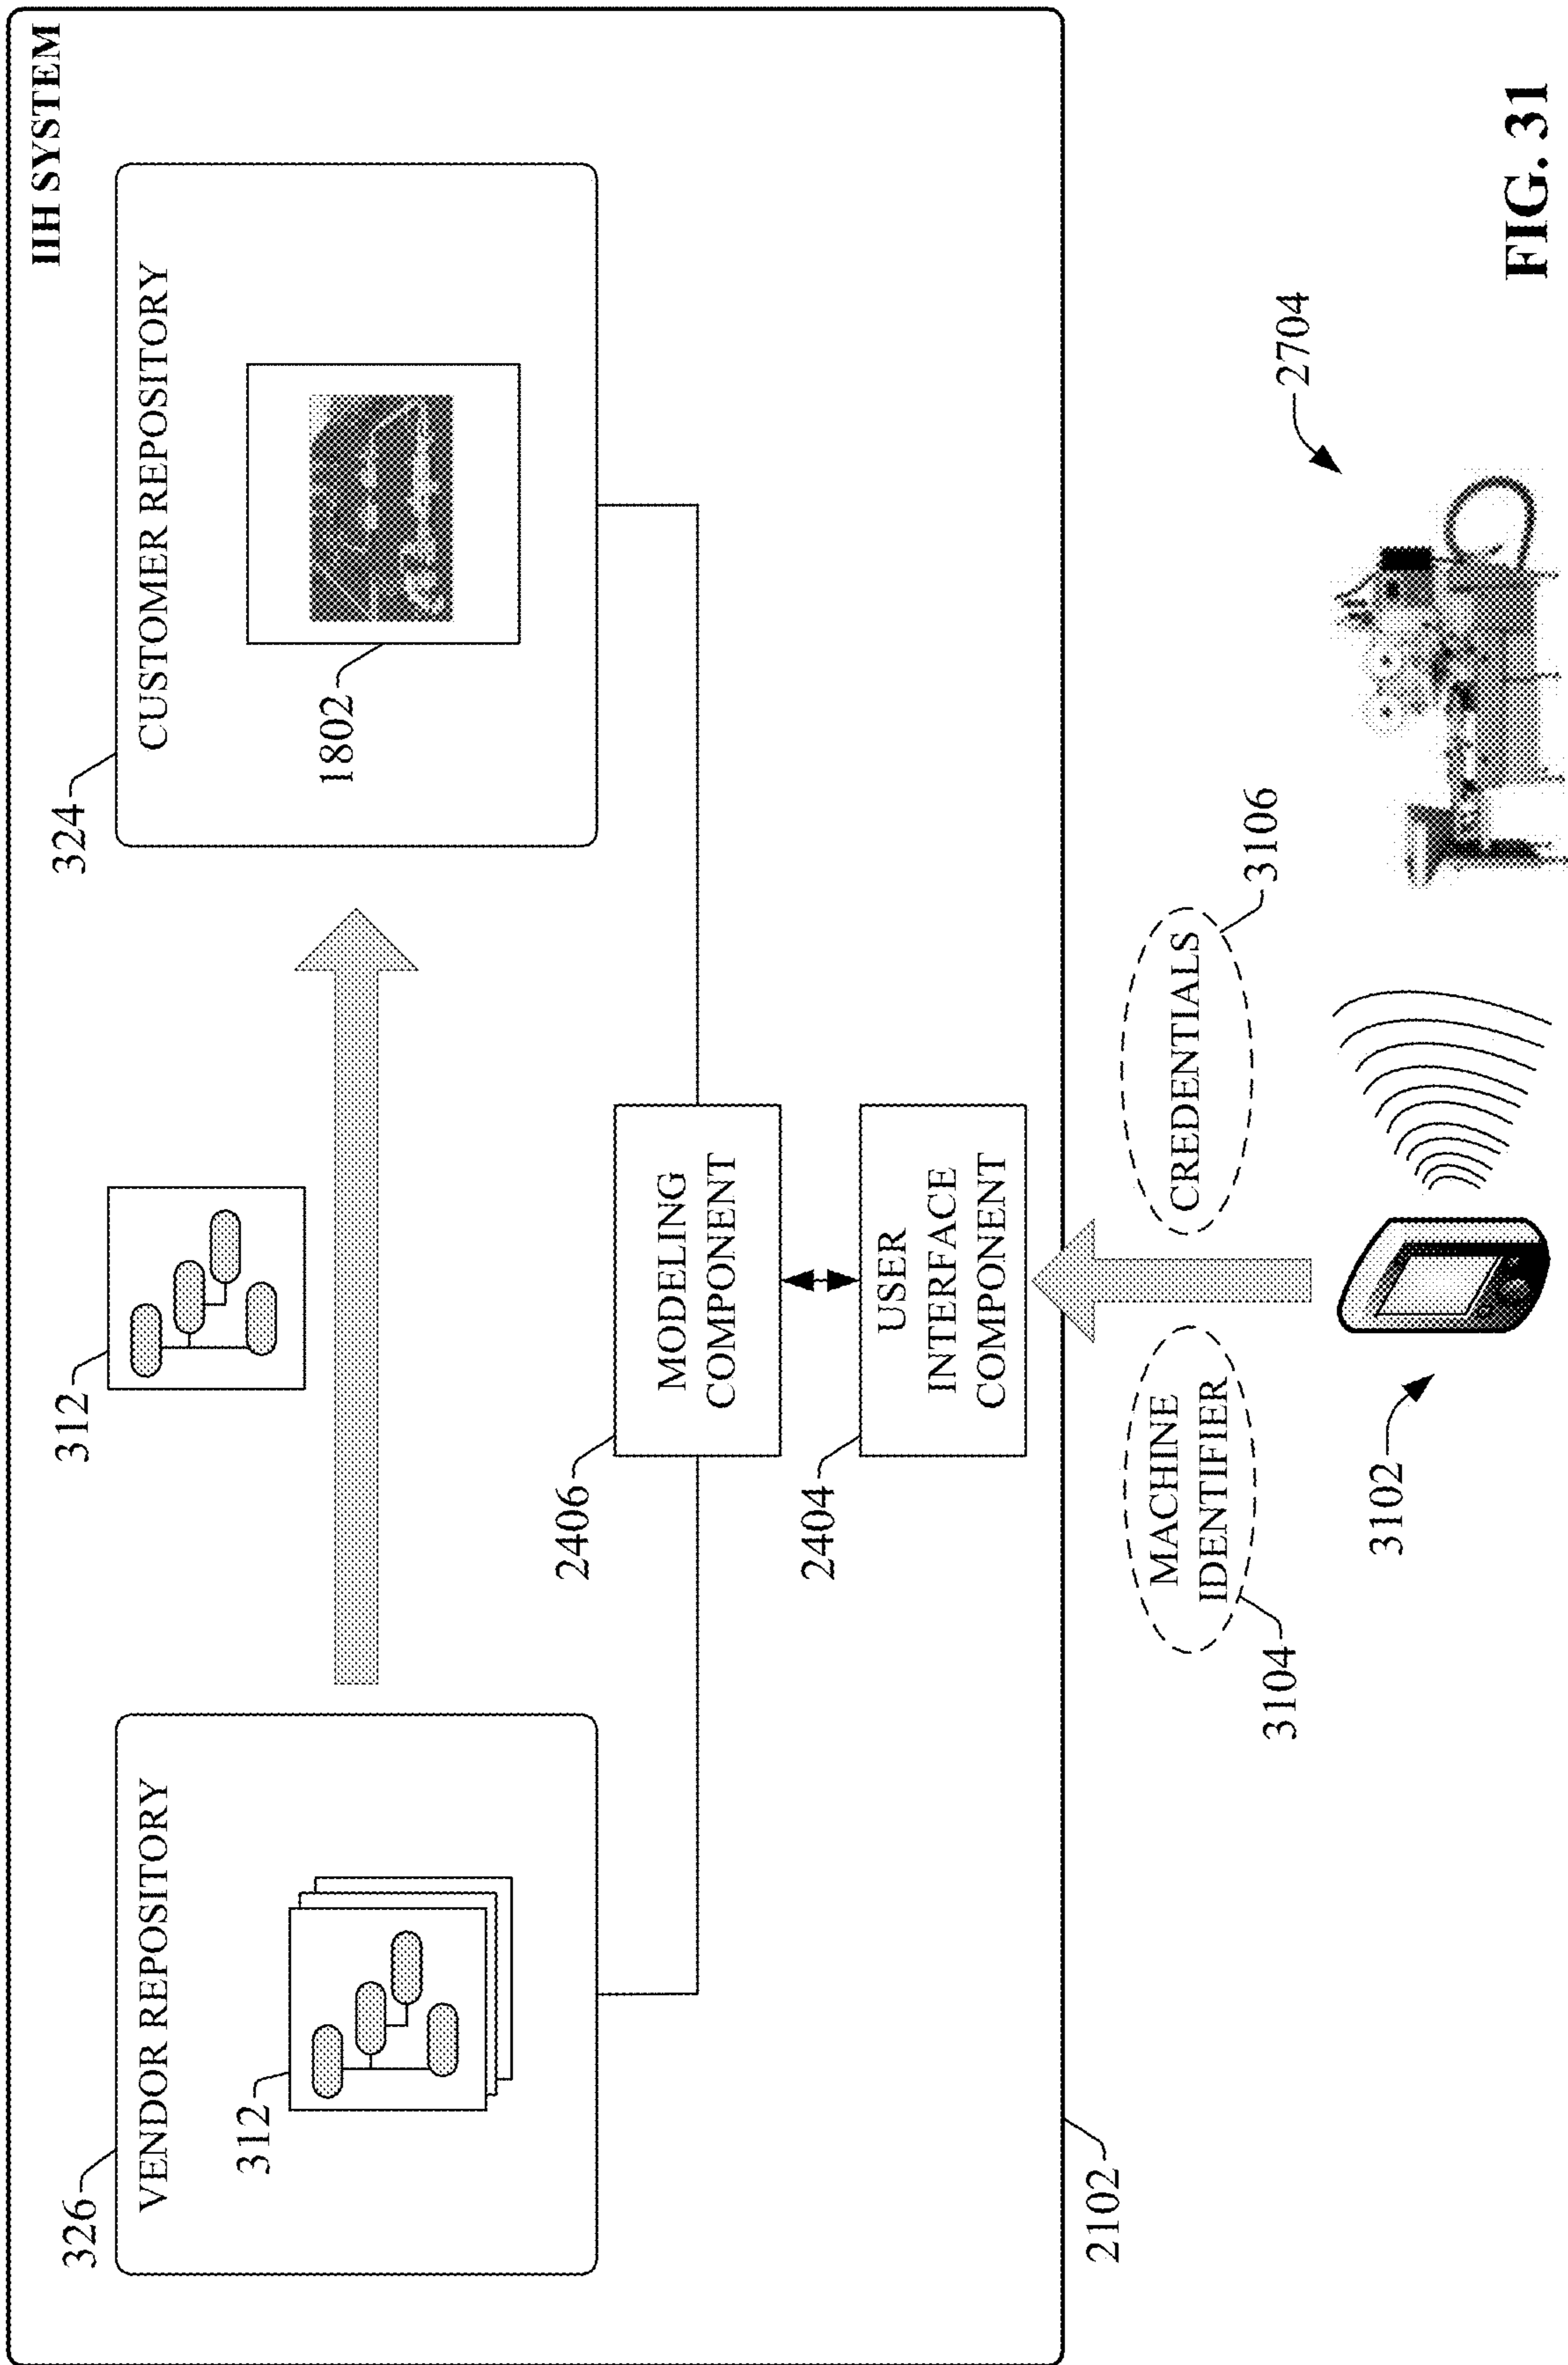 IIH SYSTEM
326
VENDOR REPOSITORY
312
312
324
CUSTOMER REPOSITORY
1802
2406
MODELING
COMPONENT
2404
USER
INTERFACE
COMPONENT
2102
3104
MACHINE
IDENTIFIER
CREDENTIALS
3106
3102
2704
FIG. 31